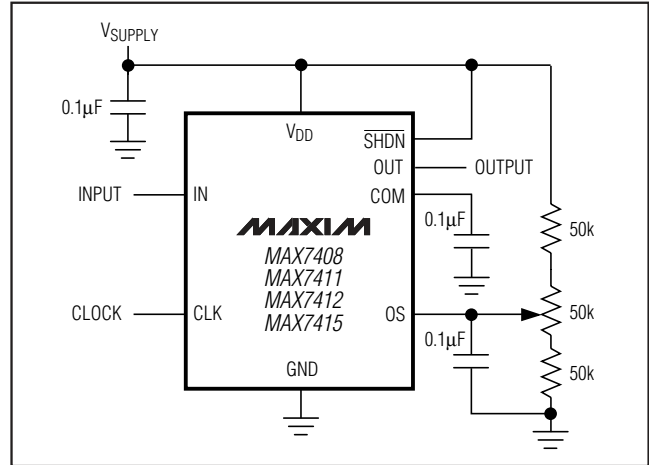 VSUPPLY
0.1µF
VDD
SHDN
OUT
OUTPUT
INPUT
IN
COM
0.1µF
50k
MAXIM
MAX7408
MAX7411
MAX7412
MAX7415
CLOCK
CLK
OS
50k
0.1µF
50k
GND